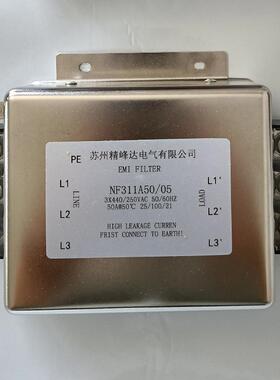 PE 苏州精峰达电气有限公司
EMI FILTER
L1 L1'
NF311A50/05
3X440/250VAC 50/60HZ
50A@50℃ 25/100/21
LINE LOAD
L2 L2'
HIGH LEAKAGE CURREN
FRIST CONNECT TO EARTH!
L3 L3'